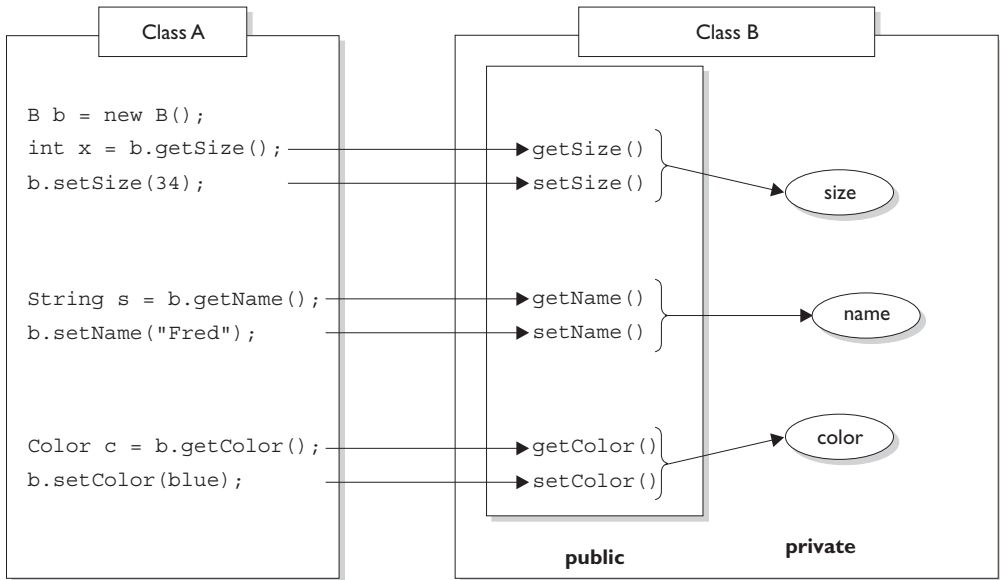 Class A
B b = new B();
int x = b.getSize();
b.setSize(34);
String s = b.getName();
b.setName("Fred");
Color c = b.getColor();
b.setColor(blue);
Class B
getSize()
setSize()
getName()
setName()
getColor()
setColor()
public
size
name
color
private